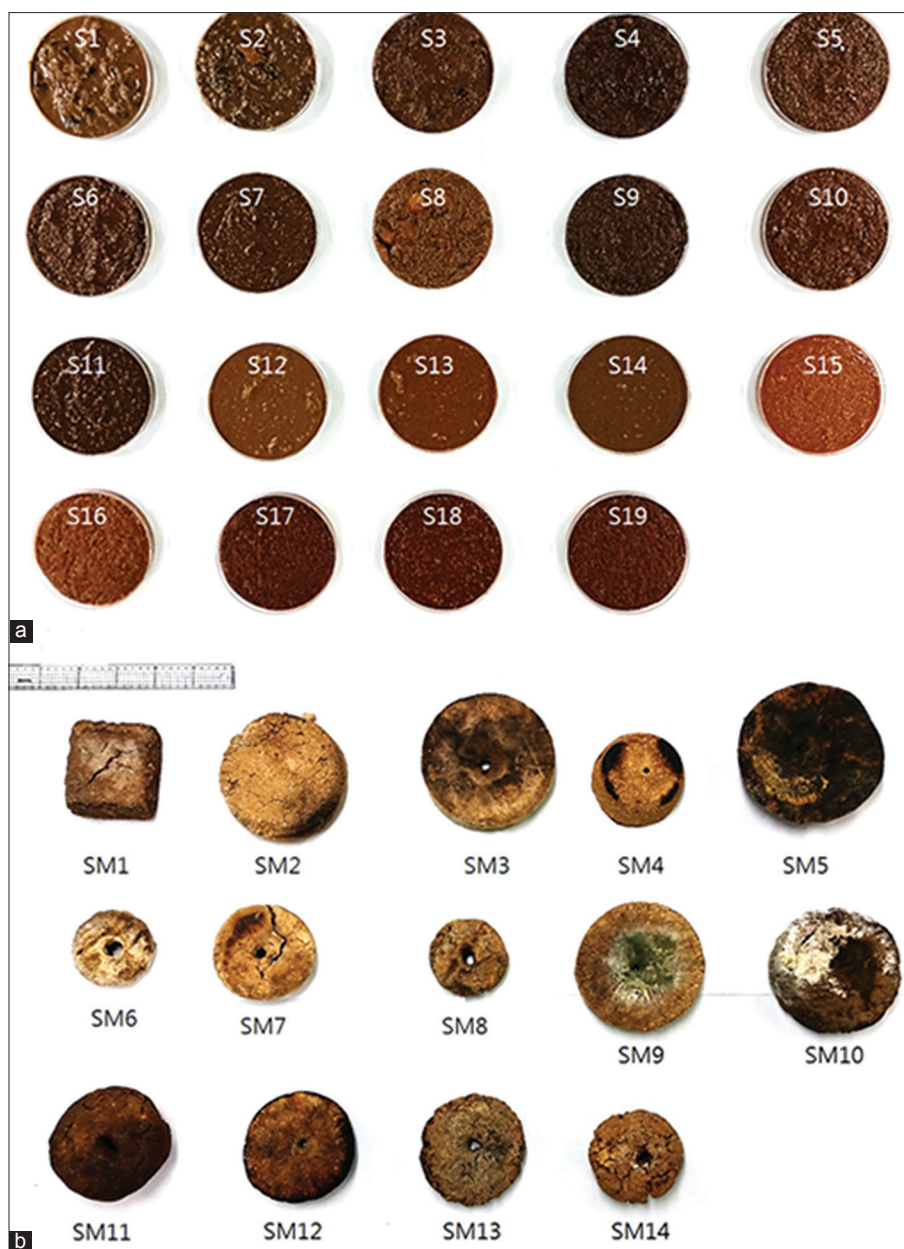 S1 S2 S3 S4 S5
S6 S7 S8 S9 S10
S11 S12 S13 S14 S15
S16 S17 S18 S19
a
SM1 SM2 SM3 SM4 SM5
SM6 SM7 SM8 SM9 SM10
SM11 SM12 SM13 SM14
b